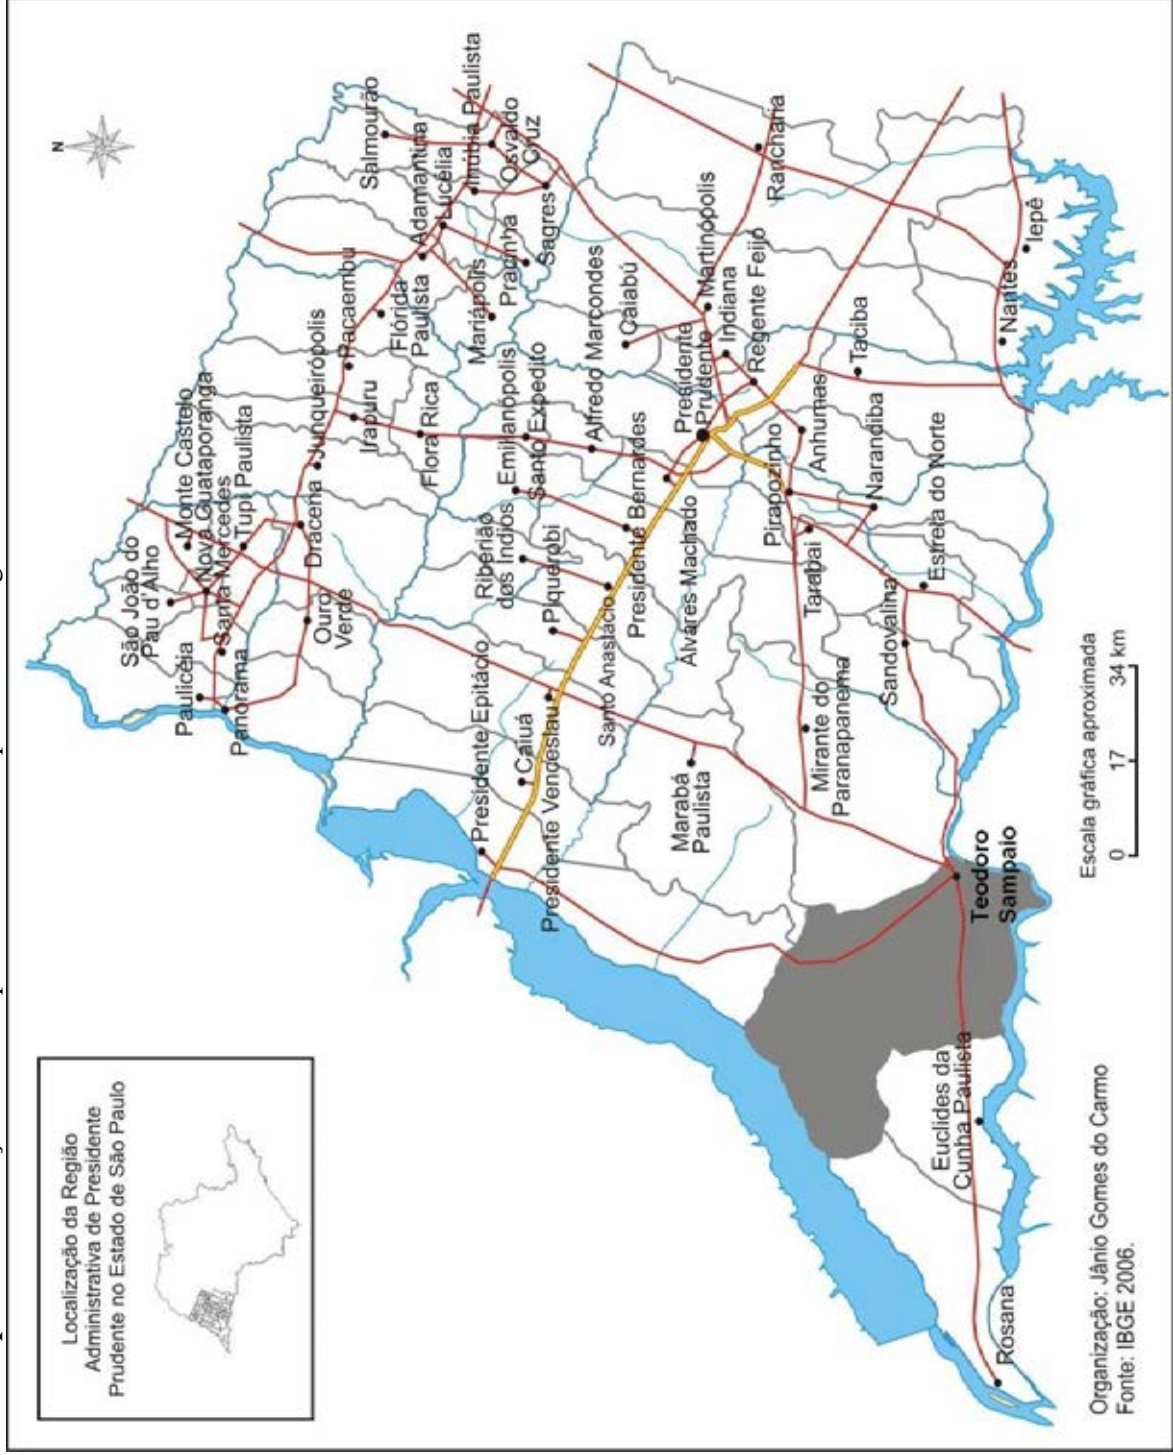 Localização da Região
Administrativa de Presidente
Prudente no Estado de São Paulo
N
São João do
Pau d'Alho
Monte Castelo
Nova Guataporanga
Santa Mercedes
Tupi Paulista
Paulicéia
Panorama
Dracena
Ouro
Verde
Junqueirópolis
Irapuru
Pacaembu
Flora Rica
Flórida
Paulista
Adamantina
Lucélia
Salmourão
Inúbia Paulista
Osvaldo
Cruz
Mariápolis
Pracinha
Sagres
Presidente Epitácio
Caiuá
Presidente Venceslau
Piquerobi
Riberião
dos Índios
Santo Anastácio
Emilianópolis
Santo Expedito
Presidente Bernardes
Alfredo Marcondes
Álvares Machado
Caiabú
Presidente
Prudente
Martinópolis
Indiana
Regente Feijó
Rancharia
Marabá
Paulista
Mirante do
Paranapanema
Pirapozinho
Tarabai
Anhumas
Narandiba
Taciba
Sandovalina
Estrela do Norte
Nantes
Iepê
Teodoro
Sampaio
Euclides da
Cunha Paulista
Rosana
Organização: Jânio Gomes do Carmo
Fonte: IBGE 2006.
Escala gráfica aproximada
0 17 34 km